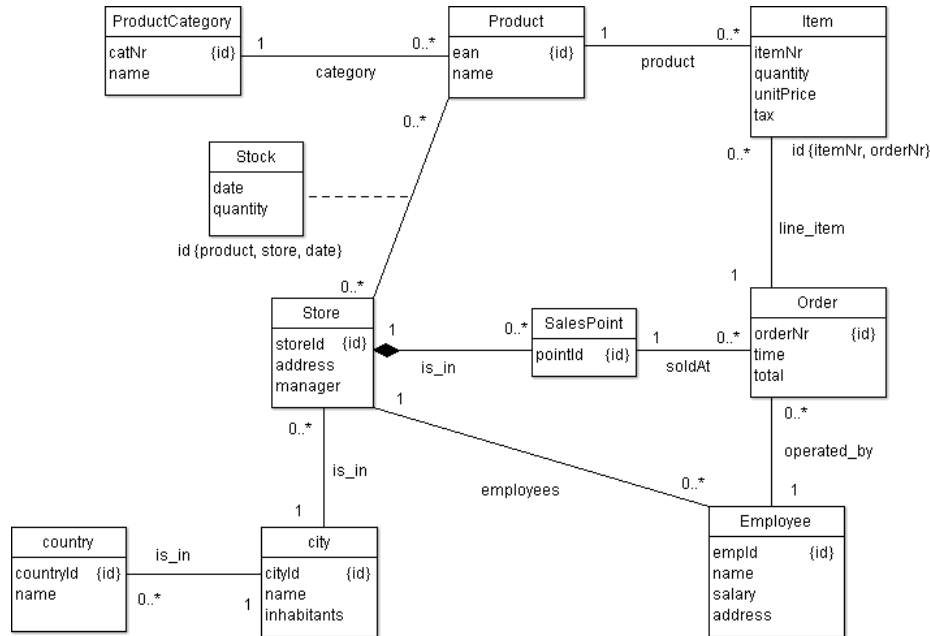 ProductCategory
catNr {id}
name
1
0..*
category
Product
ean {id}
name
1
0..*
product
Item
itemNr
quantity
unitPrice
tax
id {itemNr, orderNr}
0..*
0..*
Stock
date
quantity
id {product, store, date}
line_item
0..*
1
Store
storeId {id}
address
manager
1
0..*
is_in
SalesPoint
pointId {id}
1
0..*
soldAt
Order
orderNr {id}
time
total
1
0..*
0..*
operated_by
is_in
employees
0..*
1
1
country
countryId {id}
name
is_in
0..*
1
city
cityId {id}
name
inhabitants
Employee
empId {id}
name
salary
address